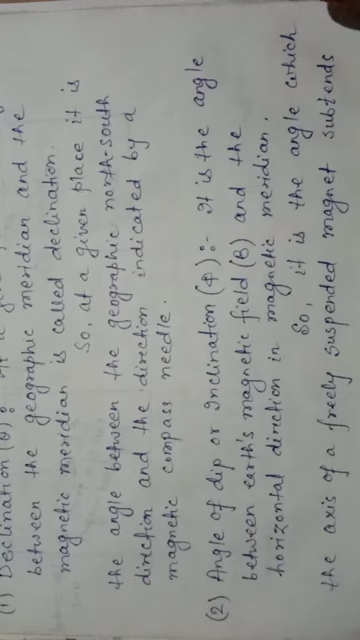 (1) Declination (θ) :
between the geographic meridian and the
magnetic meridian is called declination.
So, at a given place it is
the angle between the geographic north-south
direction and the direction indicated by a
magnetic compass needle.
(2) Angle of dip or Inclination (Φ) :- It is the angle
between earth's magnetic field (B) and the
horizontal direction in magnetic meridian.
So, it is the angle which
the axis of a freely suspended magnet subtends